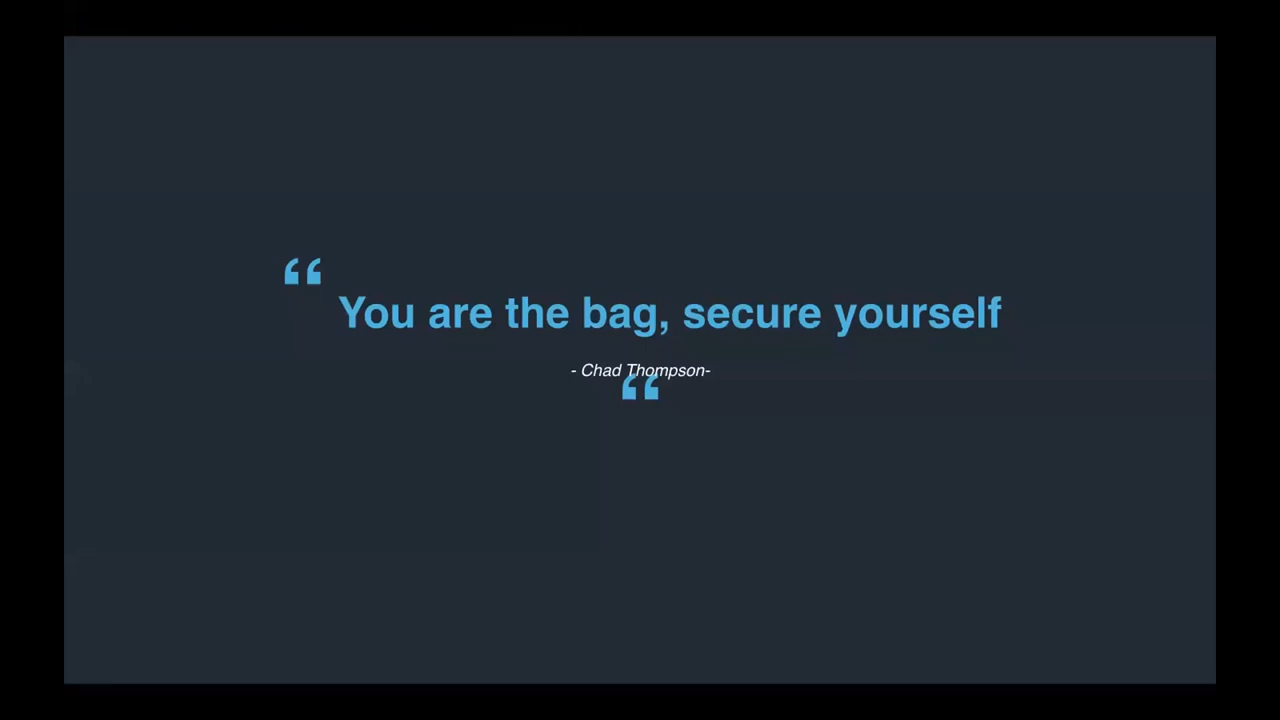 “
You are the bag, secure yourself
- Chad Thompson-
“